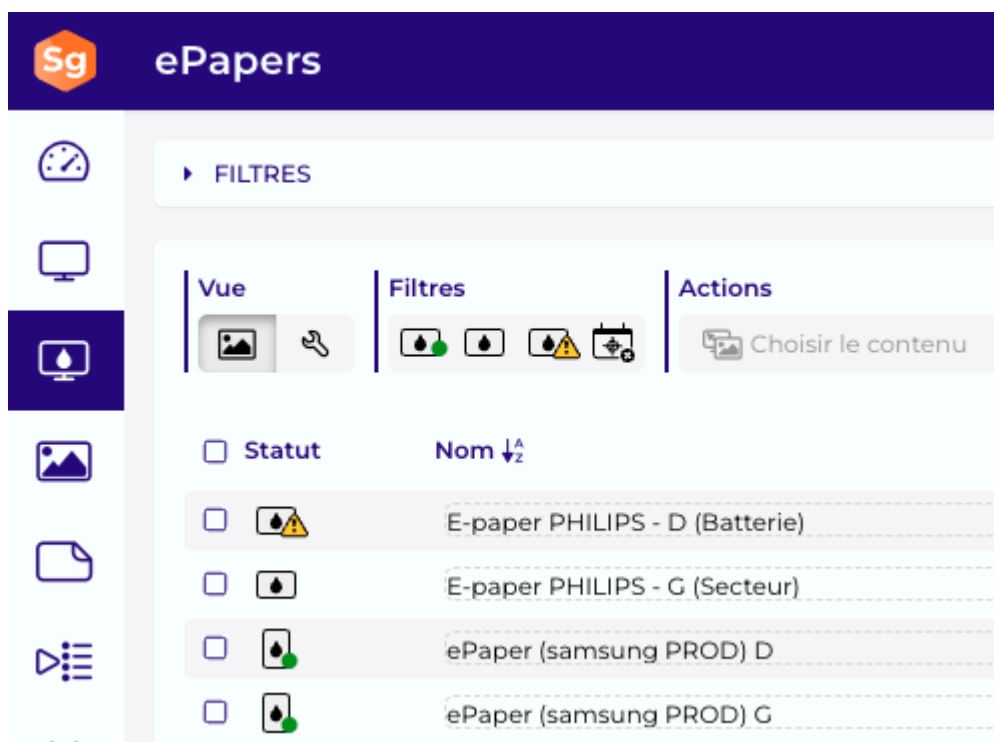 Sg
ePapers
FILTRES
Vue
Filtres
Actions
Choisir le contenu
Statut
Nom
A
Z
E-paper PHILIPS - D (Batterie)
E-paper PHILIPS - G (Secteur)
ePaper (samsung PROD) D
ePaper (samsung PROD) G